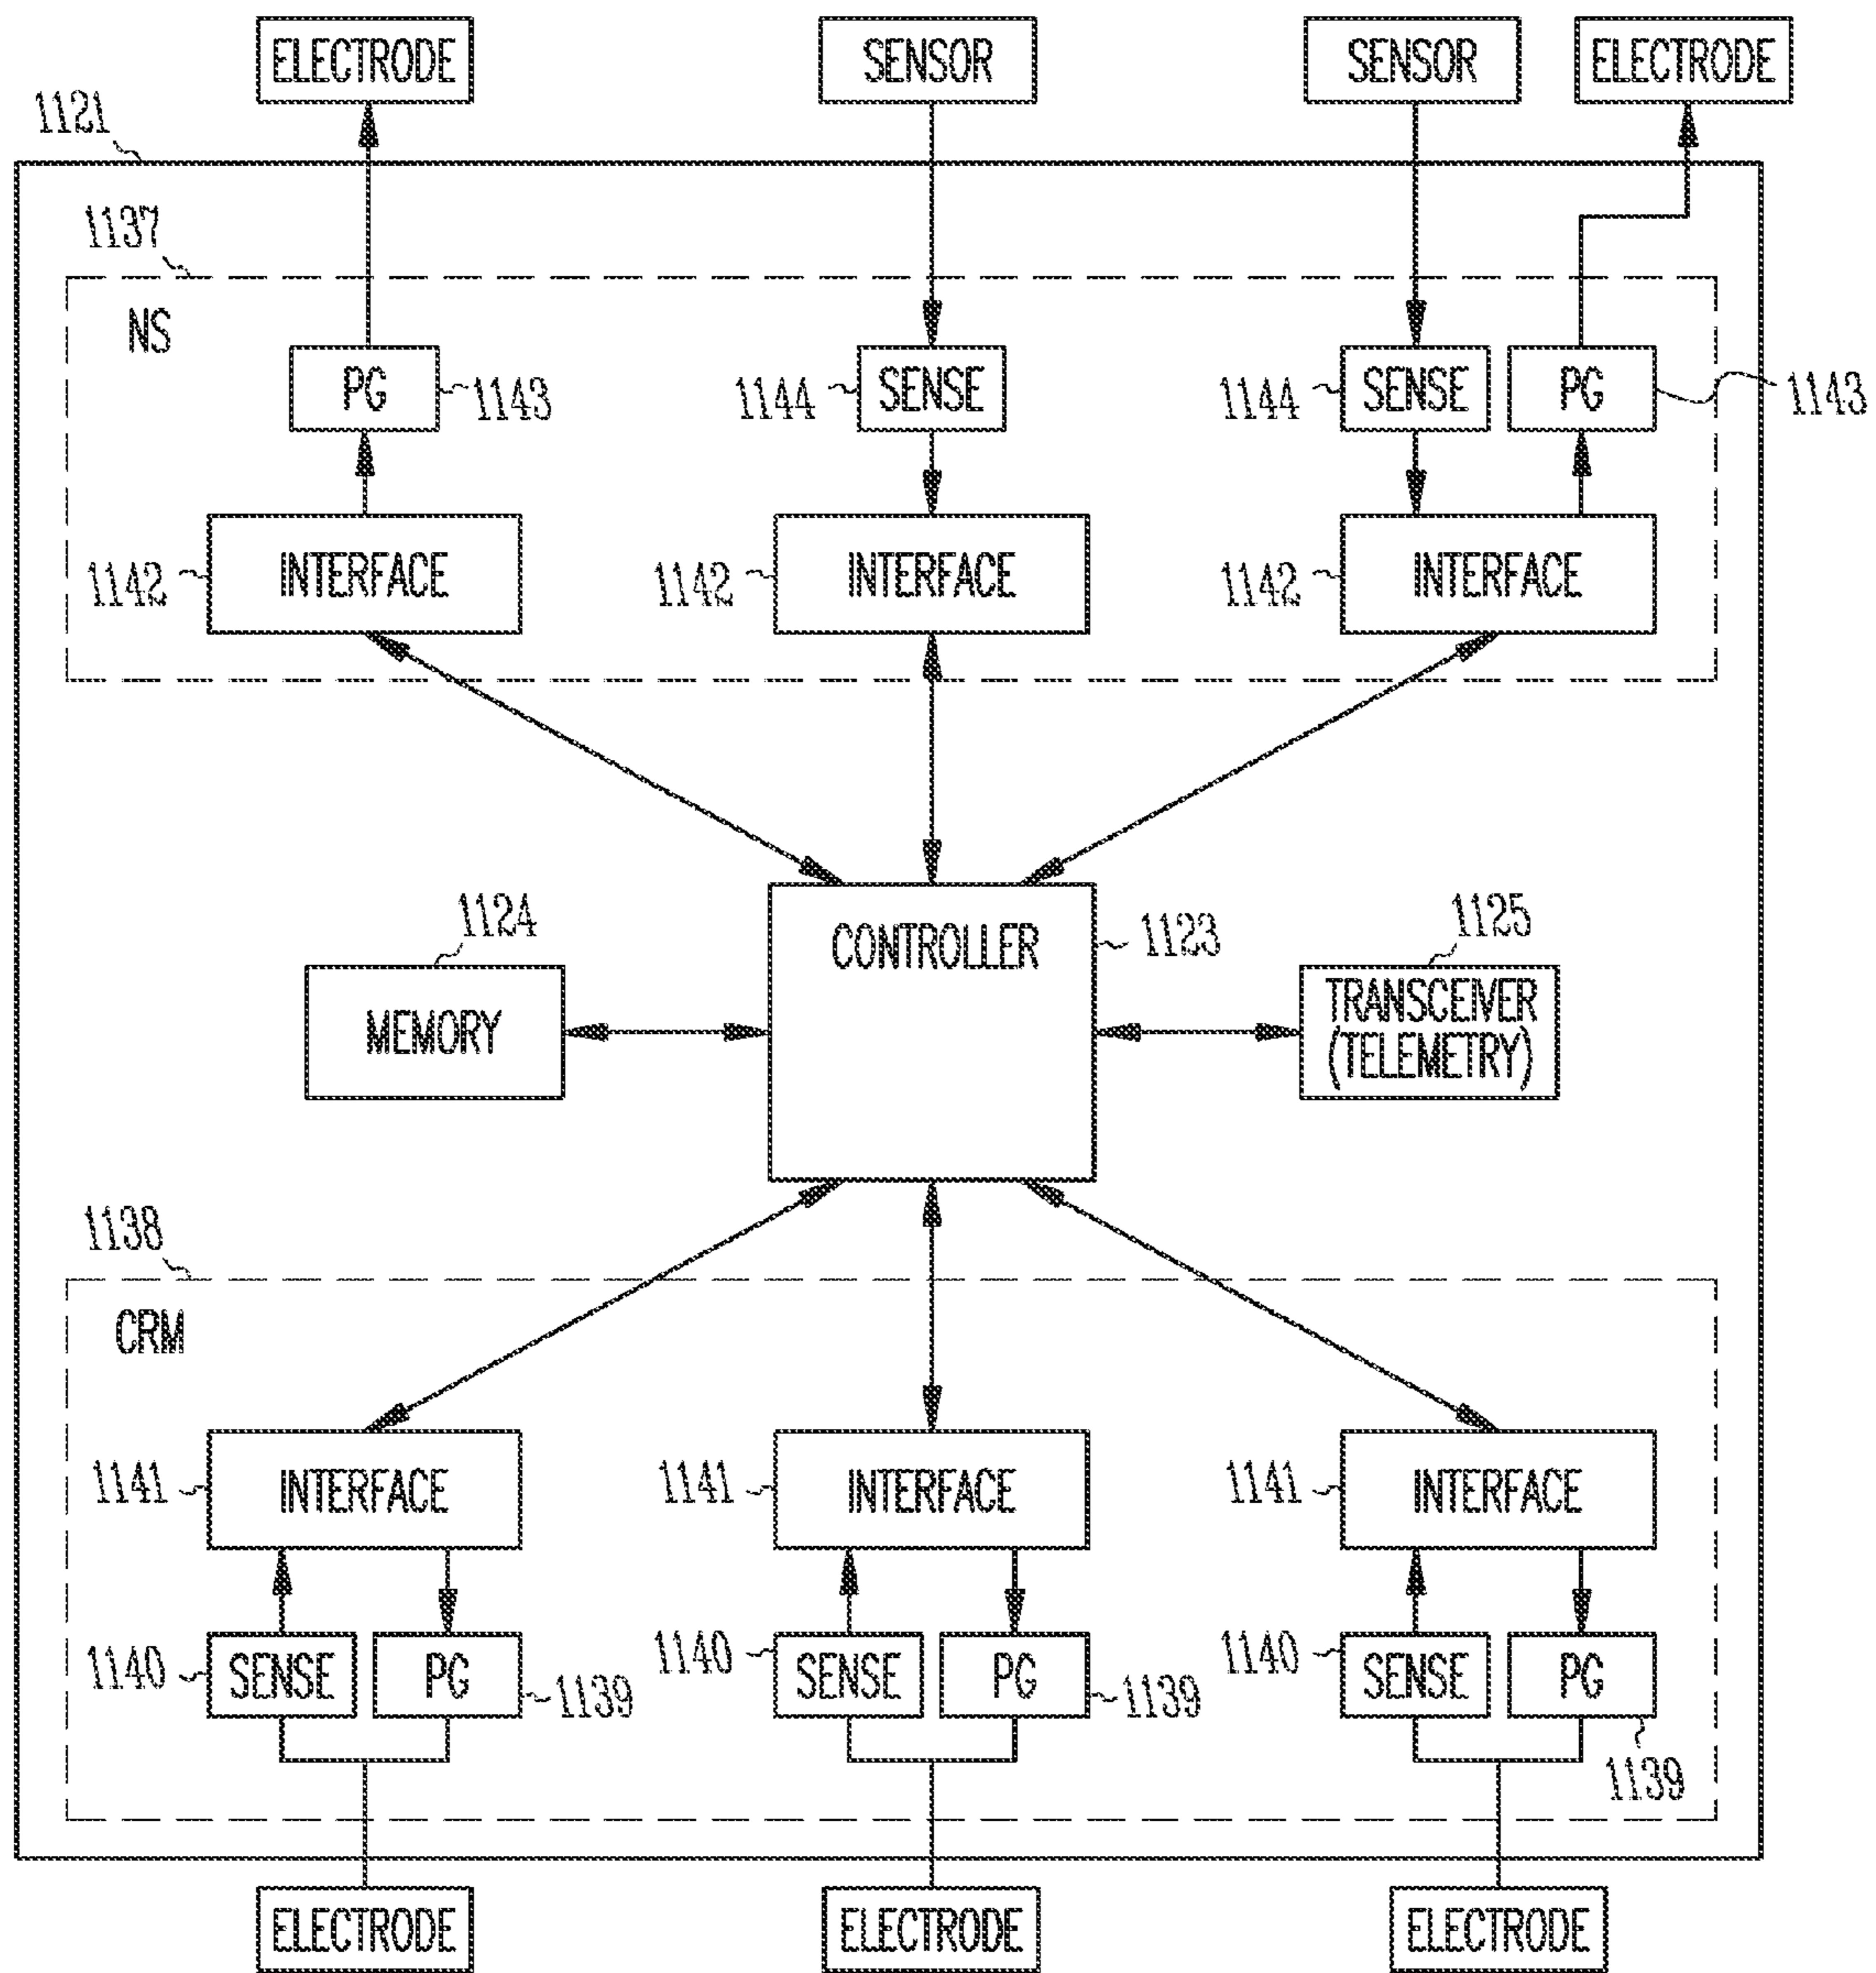 ELECTRODE
SENSOR
SENSOR
ELECTRODE
1121
1137
NS
PG
1143
1144
SENSE
1144
SENSE
PG
1143
1142
INTERFACE
1142
INTERFACE
1142
INTERFACE
1124
MEMORY
CONTROLLER
1123
1125
TRANSCEIVER
(TELEMETRY)
1138
CRM
1141
INTERFACE
1141
INTERFACE
1141
INTERFACE
1140
SENSE
PG
1139
1140
SENSE
PG
1139
1140
SENSE
PG
1139
ELECTRODE
ELECTRODE
ELECTRODE